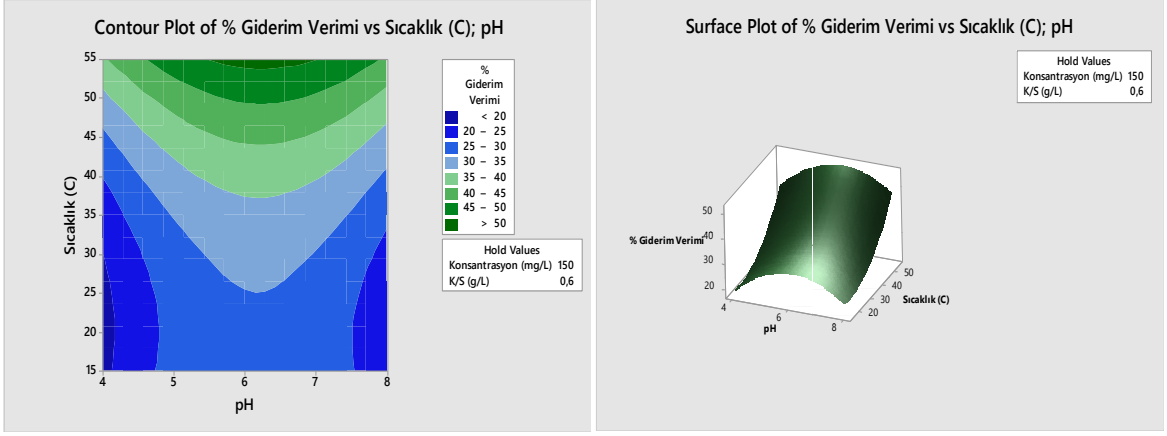 Contour Plot of % Giderim Verimi vs Sıcaklık (C); pH
55
50
45
40
35
30
25
20
15
Sıcaklık (C)
4 5 6 7 8
pH
%
Giderim
Verimi
< 20
20 – 25
25 – 30
30 – 35
35 – 40
40 – 45
45 – 50
> 50
Hold Values
Konsantrasyon (mg/L) 150
K/S (g/L) 0,6
Surface Plot of % Giderim Verimi vs Sıcaklık (C); pH
Hold Values
Konsantrasyon (mg/L) 150
K/S (g/L) 0,6
50
40
30
20
% Giderim Verimi
4 6 8
pH
20 30 40 50
Sıcaklık (C)